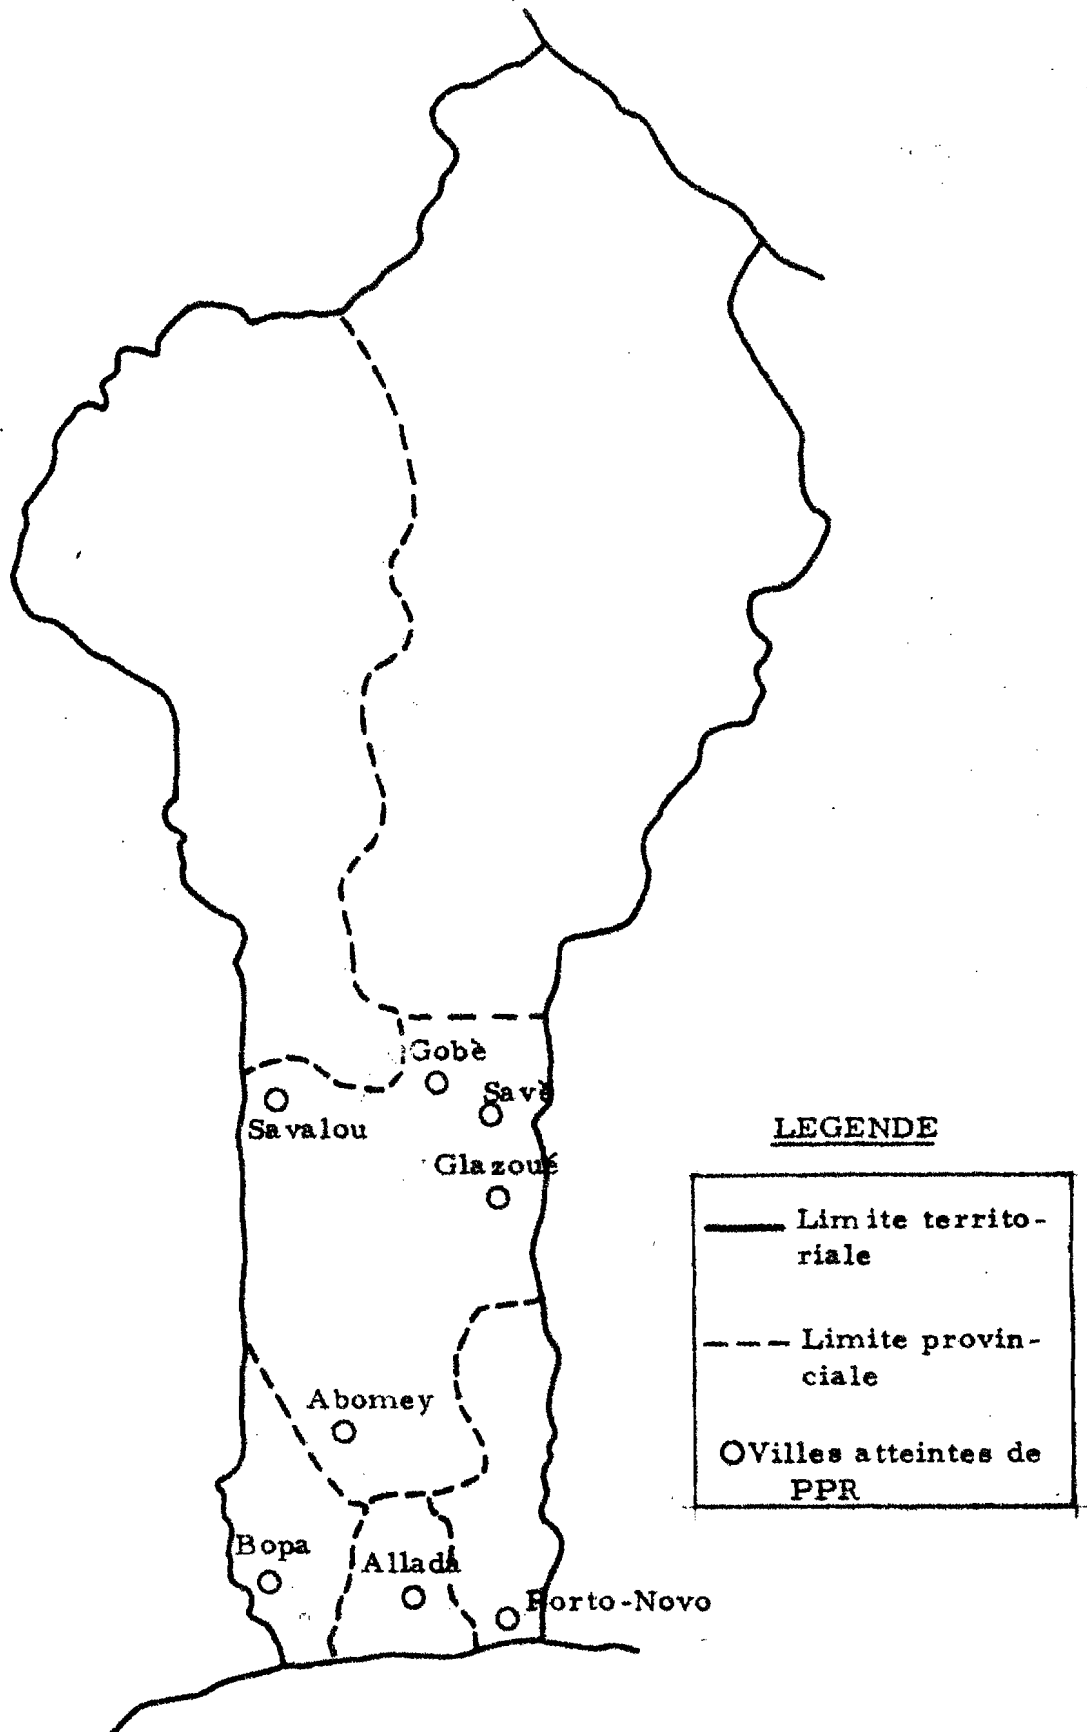 Gobè
Savè
Savalou
Glazoué
LEGENDE
Limite territo-
riale
Limite provin-
ciale
Villes atteintes de
PPR
Abomey
Bopa
Allada
Porto-Novo